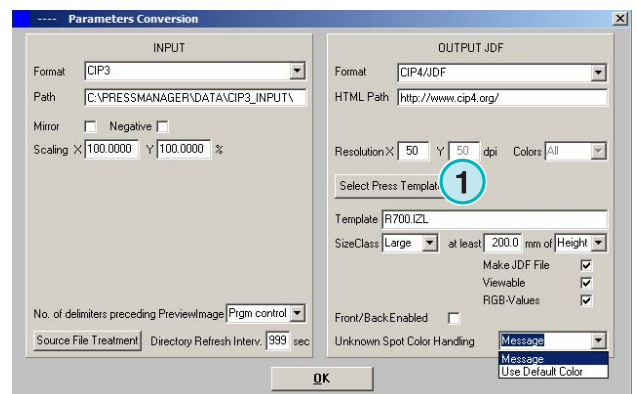 ---- Parameters Conversion
INPUT
Format CIP3
Path C:\PRESSMANAGER\DATA\CIP3_INPUT\
Mirror Negative
Scaling X 100.0000 Y 100.0000 %
No. of delimiters preceding PreviewImage Prgm control
Source File Treatment Directory Refresh Interv. 999 sec
OUTPUT JDF
Format CIP4/JDF
HTML Path http://www.cip4.org/
Resolution X 50 Y 50 dpi Colors All
Select Press Templat 1
Template R700.IZL
SizeClass Large at least 200.0 mm of Height
Make JDF File
Viewable
RGB-Values
Front/Back Enabled
Unknown Spot Color Handling Message
Message
Use Default Color
OK